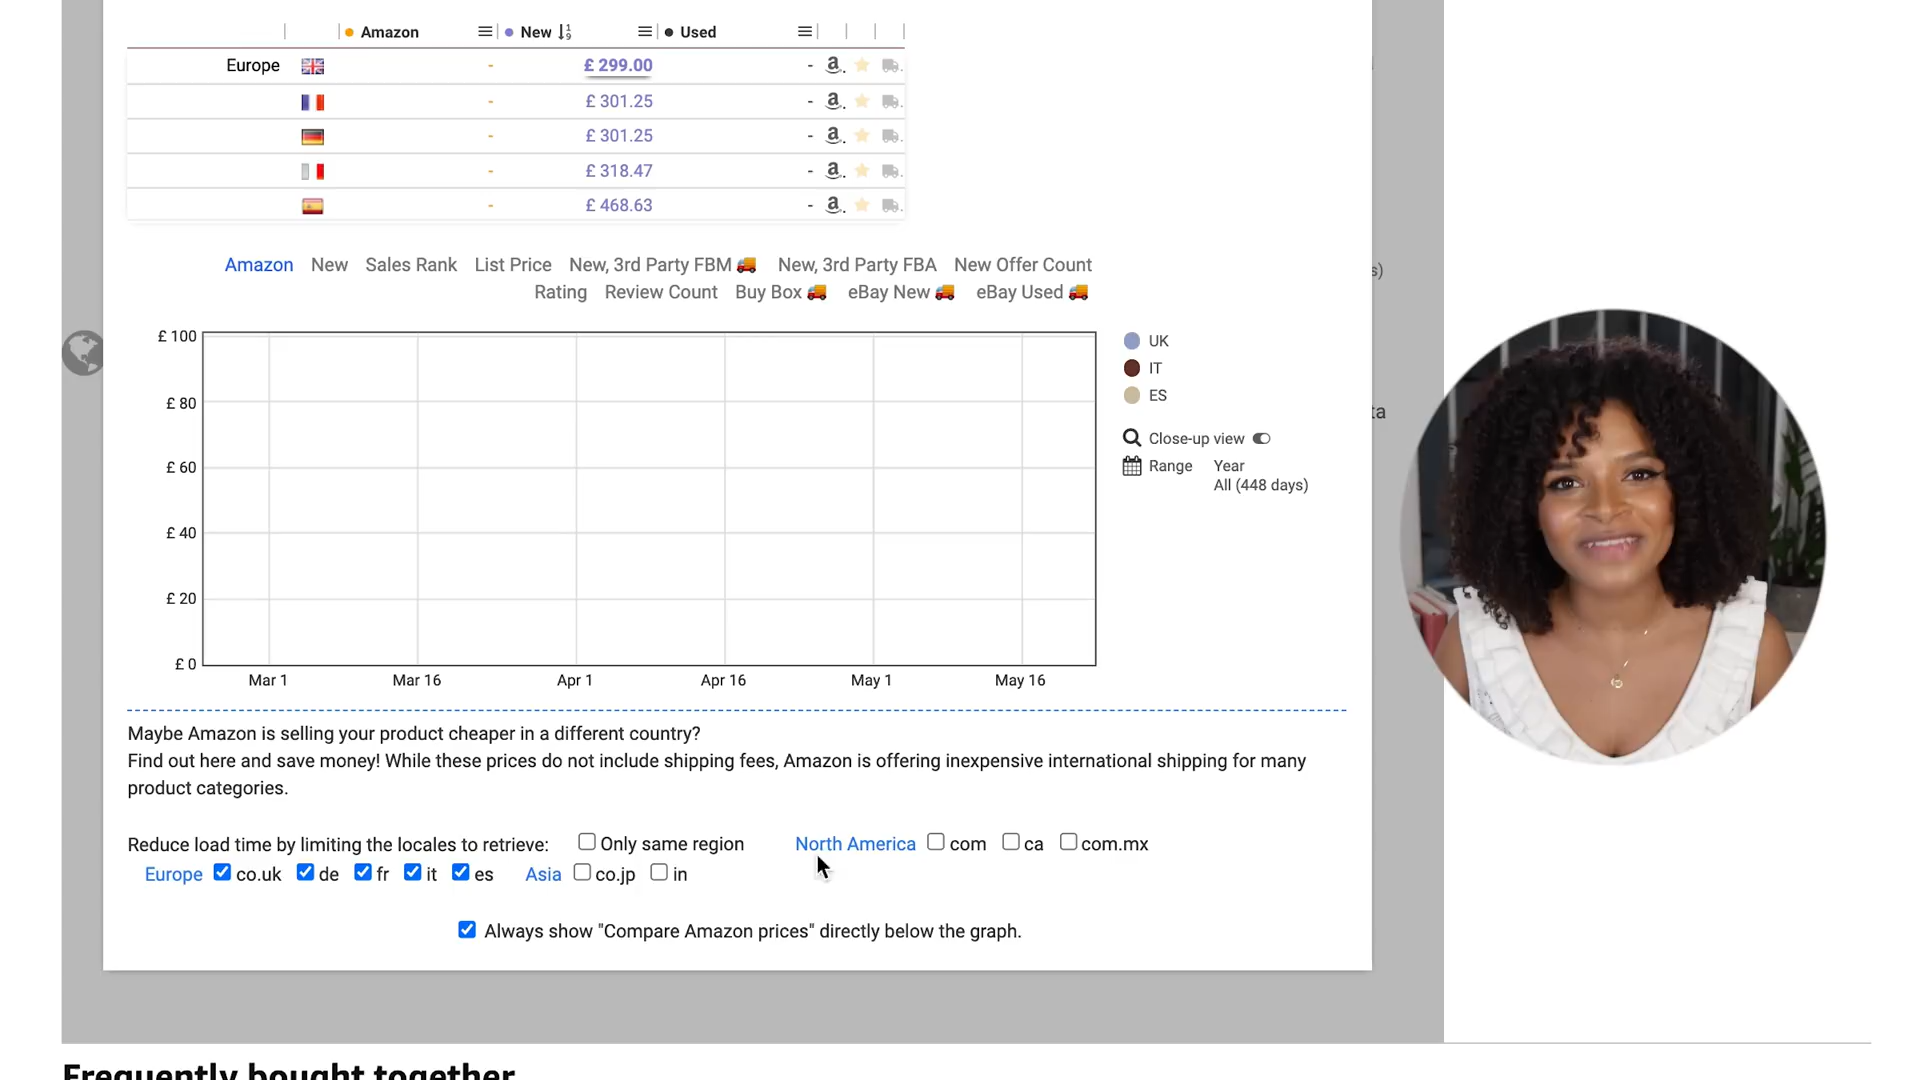 Amazon New Used
Europe - £ 299.00 -
- £ 301.25 -
- £ 301.25 -
- £ 318.47 -
- £ 468.63 -
Amazon New Sales Rank List Price New, 3rd Party FBM New, 3rd Party FBA New Offer Count
Rating Review Count Buy Box eBay New eBay Used
£ 100
£ 80
£ 60
£ 40
£ 20
£ 0
Mar 1 Mar 16 Apr 1 Apr 16 May 1 May 16
UK
IT
ES
Close-up view
Range Year
All (448 days)
s)
ta
Maybe Amazon is selling your product cheaper in a different country?
Find out here and save money! While these prices do not include shipping fees, Amazon is offering inexpensive international shipping for many
product categories.
Reduce load time by limiting the locales to retrieve: Only same region North America com ca com.mx
Europe co.uk de fr it es Asia co.jp in
Always show "Compare Amazon prices" directly below the graph.
Frequently bought together